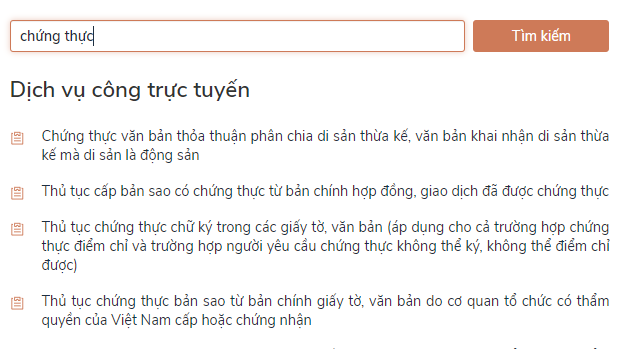 chứng thực
Tìm kiếm
Dịch vụ công trực tuyến
Chứng thực văn bản thỏa thuận phân chia di sản thừa kế, văn bản khai nhận di sản thừa
kế mà di sản là động sản
Thủ tục cấp bản sao có chứng thực từ bản chính hợp đồng, giao dịch đã được chứng thực
Thủ tục chứng thực chữ ký trong các giấy tờ, văn bản (áp dụng cho cả trường hợp chứng
thực điểm chỉ và trường hợp người yêu cầu chứng thực không thể ký, không thể điểm chỉ
được)
Thủ tục chứng thực bản sao từ bản chính giấy tờ, văn bản do cơ quan tổ chức có thẩm
quyền của Việt Nam cấp hoặc chứng nhận